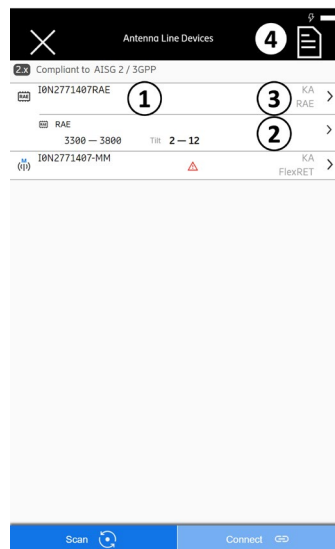 Antenna Line Devices
4
2.x Compliant to AISG 2 / 3GPP
RAE I0N2771407RAE 1 3 KA
RAE
RAE 2
3300 — 3800 Tilt 2 — 12
M I0N2771407-MM KA
FlexRET
Scan Connect